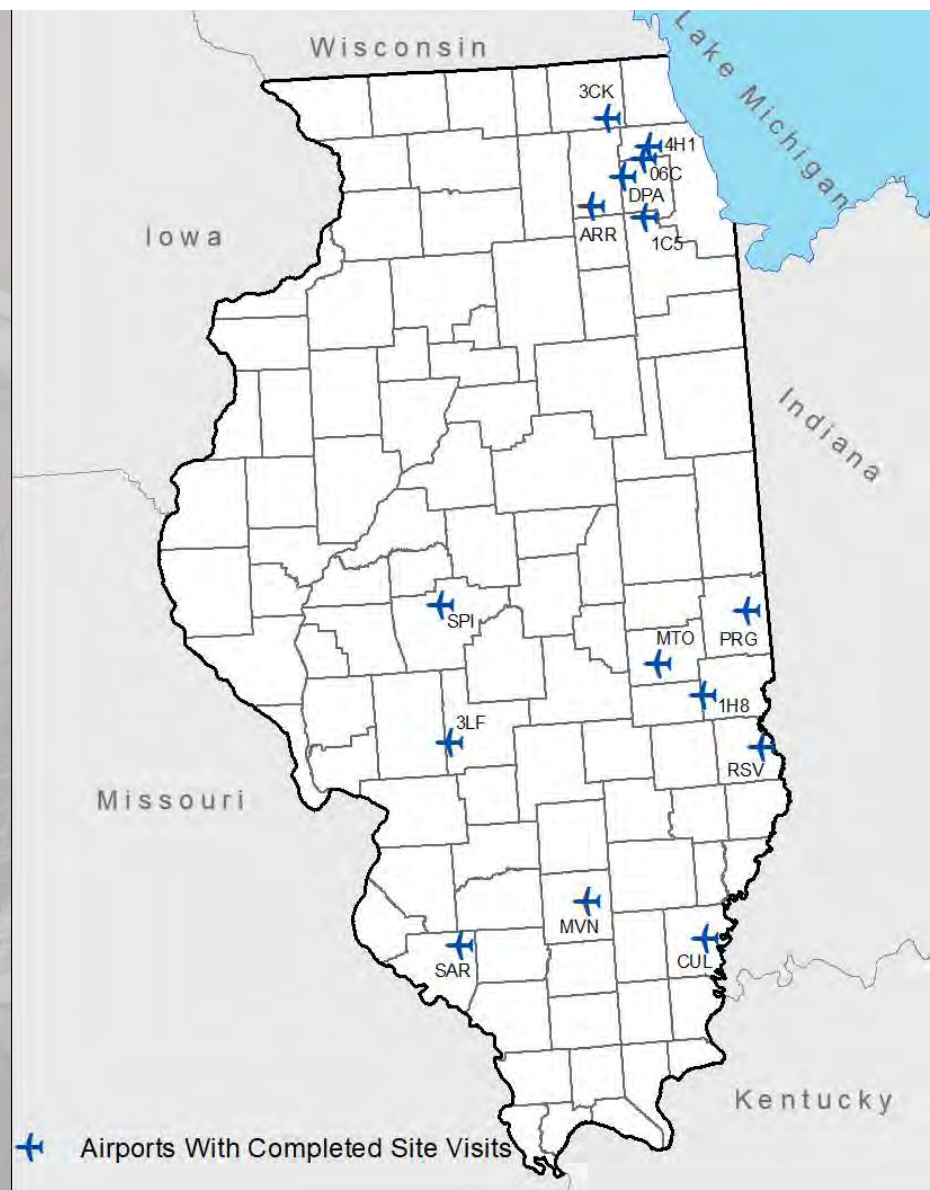 Wisconsin
Lake Michigan
3CK
4H1
06C
DPA
ARR
1C5
Iowa
Indiana
SPI
MTO
PRG
1H8
3LF
RSV
Missouri
MVN
SAR
CUL
Kentucky
Airports With Completed Site Visits